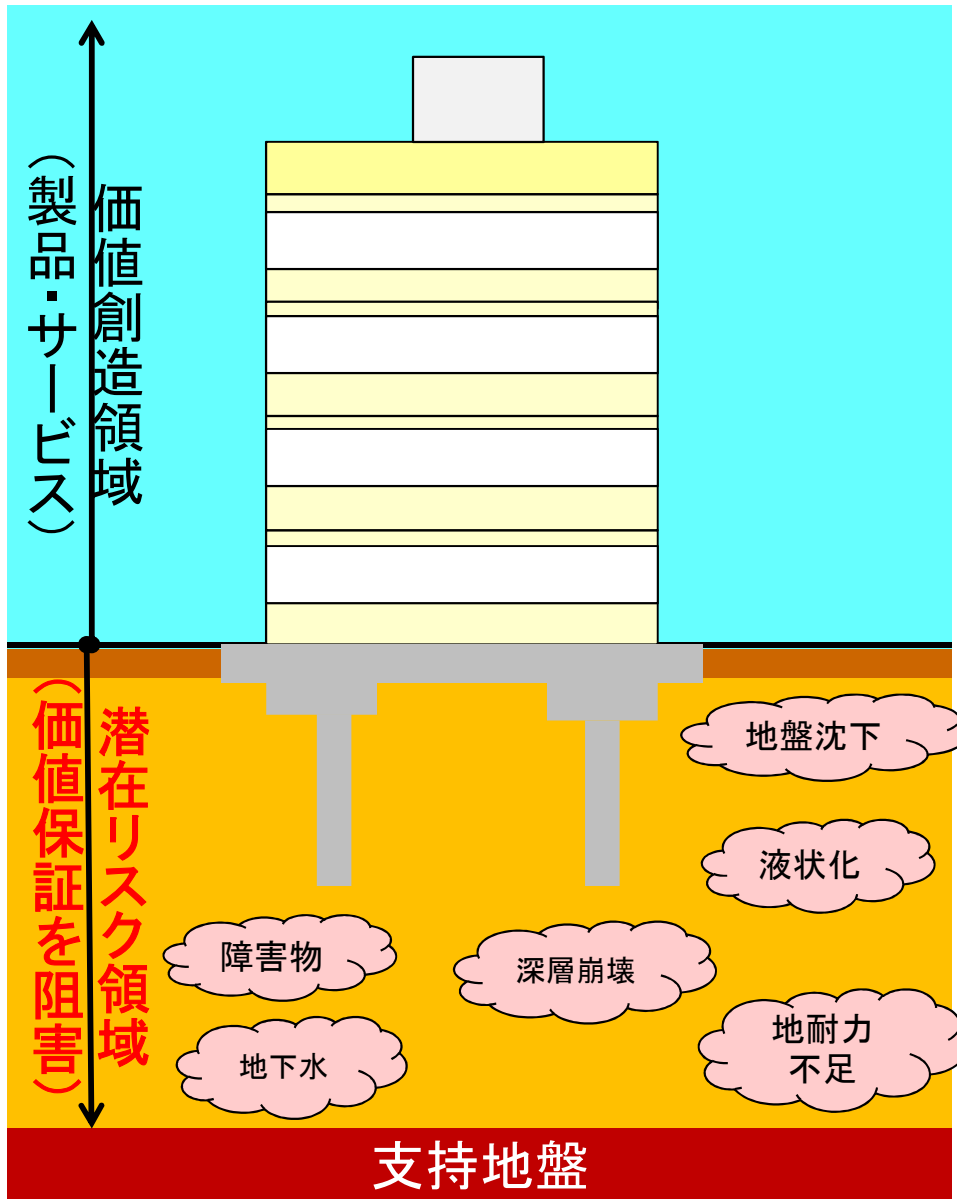 価値創造領域
（製品・サービス）
潜在リスク領域
（価値保証を阻害）
地盤沈下
液状化
障害物
深層崩壊
地下水
地耐力
不足
支持地盤